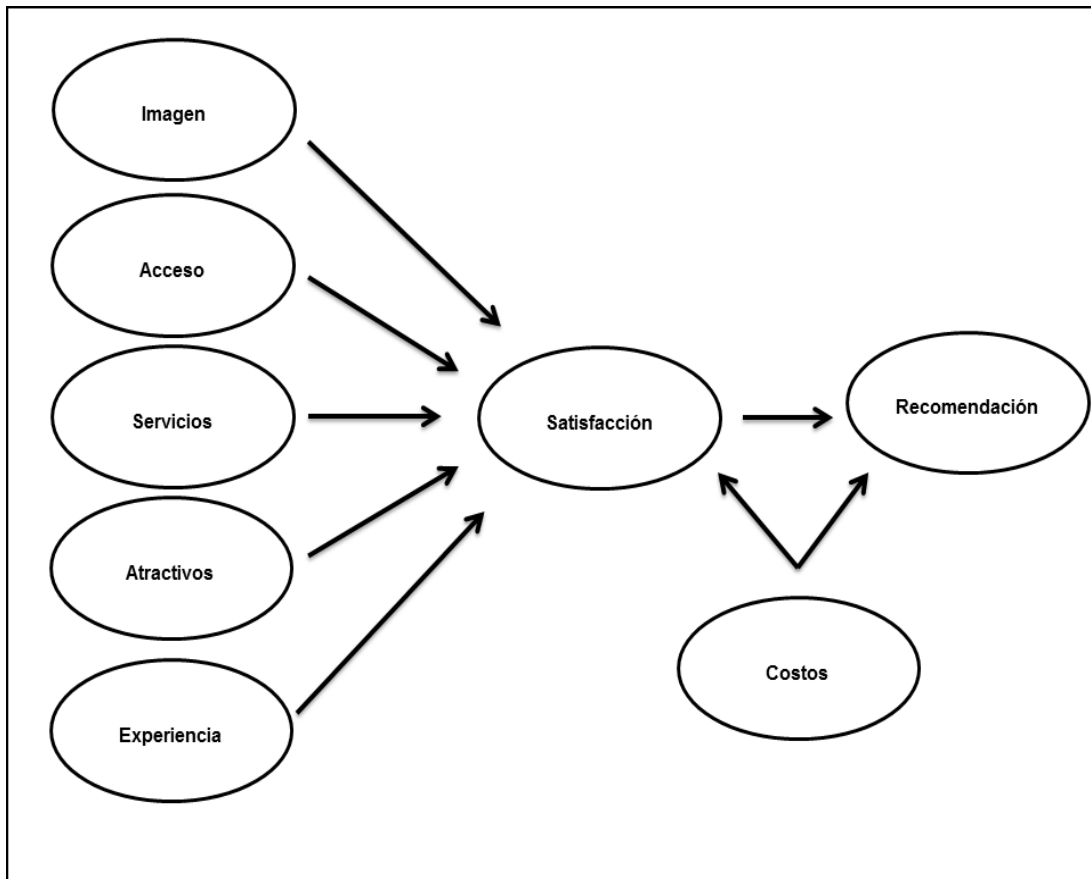 Imagen
Acceso
Servicios
Atractivos
Experiencia
Satisfacción
Recomendación
Costos